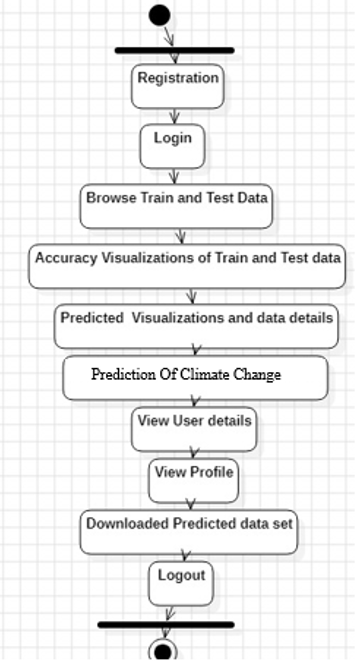 Registration
Login
Browse Train and Test Data
Accuracy Visualizations of Train and Test data
Predicted Visualizations and data details
Prediction Of Climate Change
View User details
View Profile
Downloaded Predicted data set
Logout